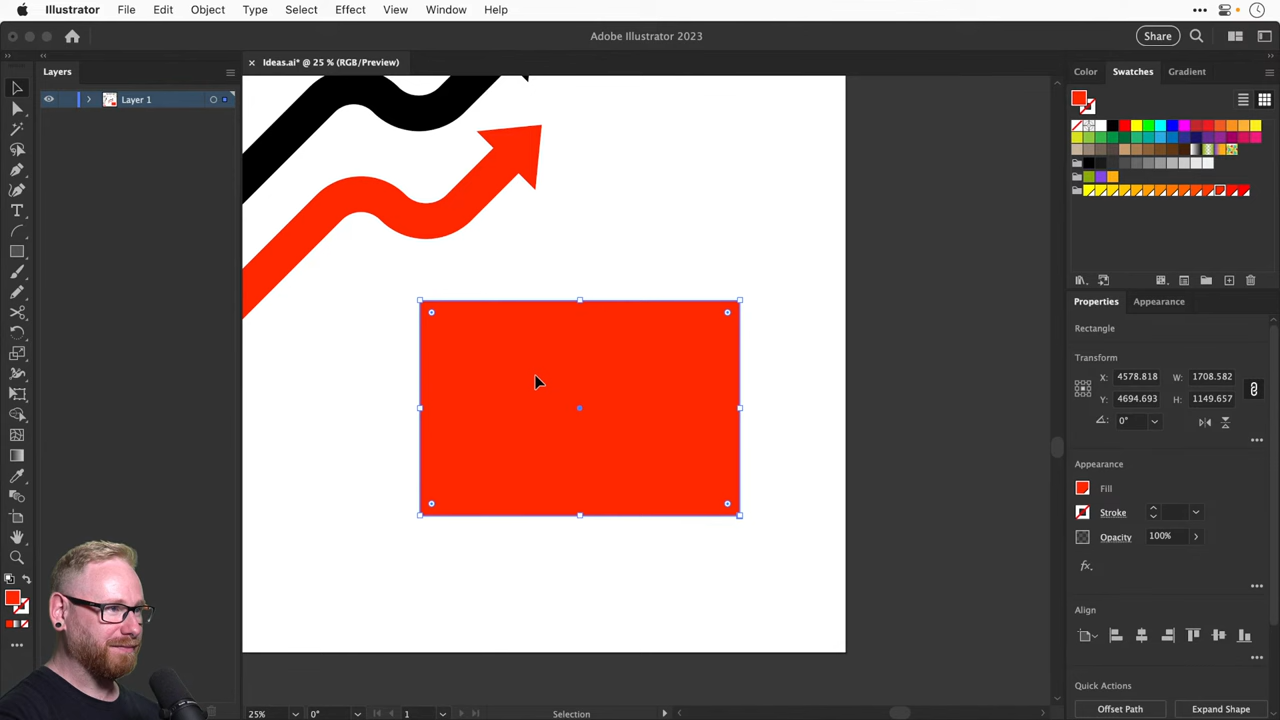 Illustrator File Edit Object Type Select Effect View Window Help
Adobe Illustrator 2023
Share
Layers
Ideas.ai* @ 25 % (RGB/Preview)
Color Swatches Gradient
Layer 1
Properties Appearance
Rectangle
Transform
X: 4578.818 W: 1708.582
Y: 4694.693 H: 1149.657
0°
Appearance
Fill
Stroke
Opacity 100%
fx.
Align
Quick Actions
Offset Path Expand Shape
25% 0° 1 Selection